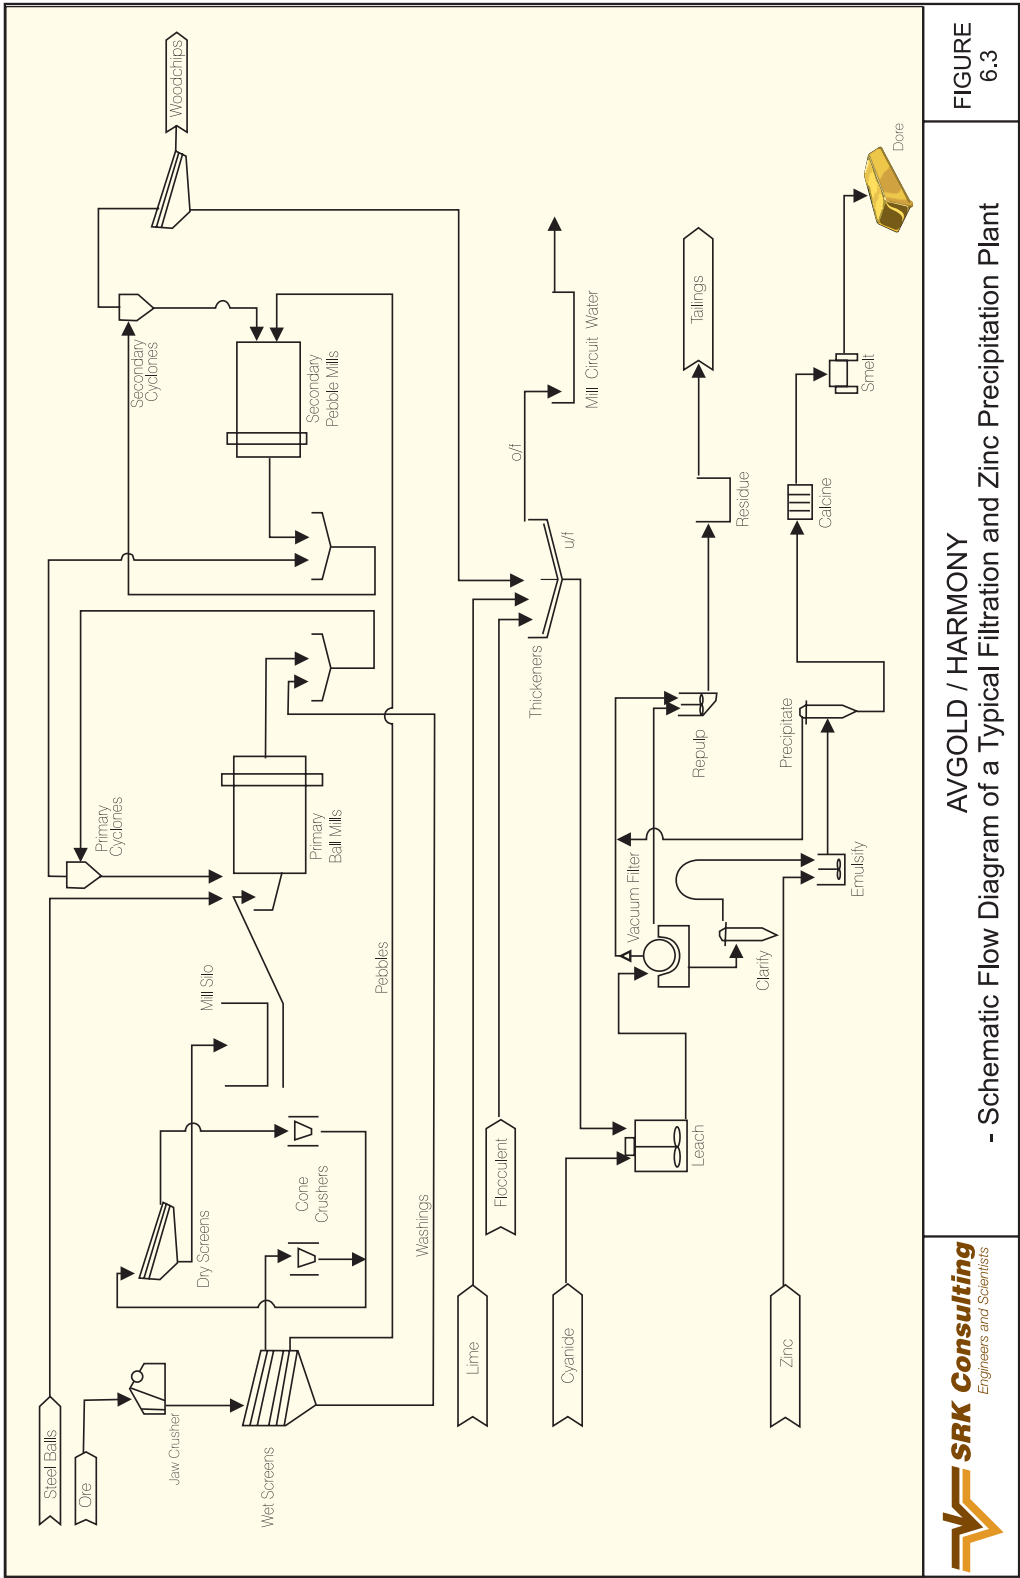 Steel Balls
Ore
Jaw Crusher
Wet Screens
Dry Screens
Cone
Crushers
Mill Silo
Washings
Pebbles
Primary
Cyclones
Primary
Ball Mills
Secondary
Cyclones
Secondary
Pebble Mills
Woodchips
Lime
Flocculent
Cyanide
Thickeners
o/f
u/f
Mill Circuit Water
Leach
Vacuum Filter
Clarify
Repulp
Residue
Tailings
Zinc
Emulsify
Precipitate
Calcine
Smelt
Dore
SRK Consulting
Engineers and Scientists
AVGOLD / HARMONY
- Schematic Flow Diagram of a Typical Filtration and Zinc Precipitation Plant
FIGURE
6.3